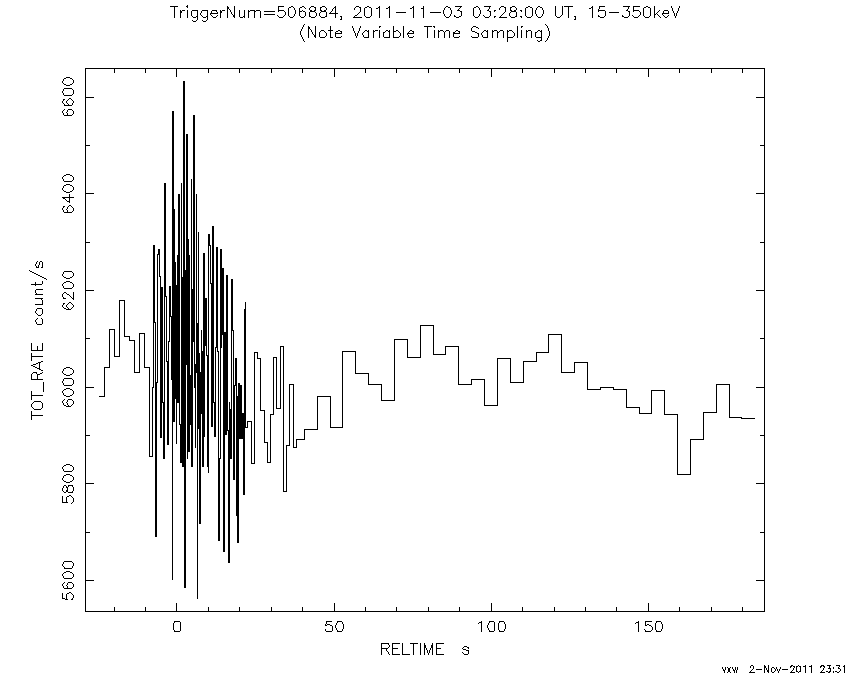 TriggerNum=506884, 2011-11-03 03:28:00 UT, 15-350keV
(Note Variable Time Sampling)
TOT_RATE count/s
6600
6400
6200
6000
5800
5600
0 50 100 150
RELTIME s
vxw 2-Nov-2011 23:31